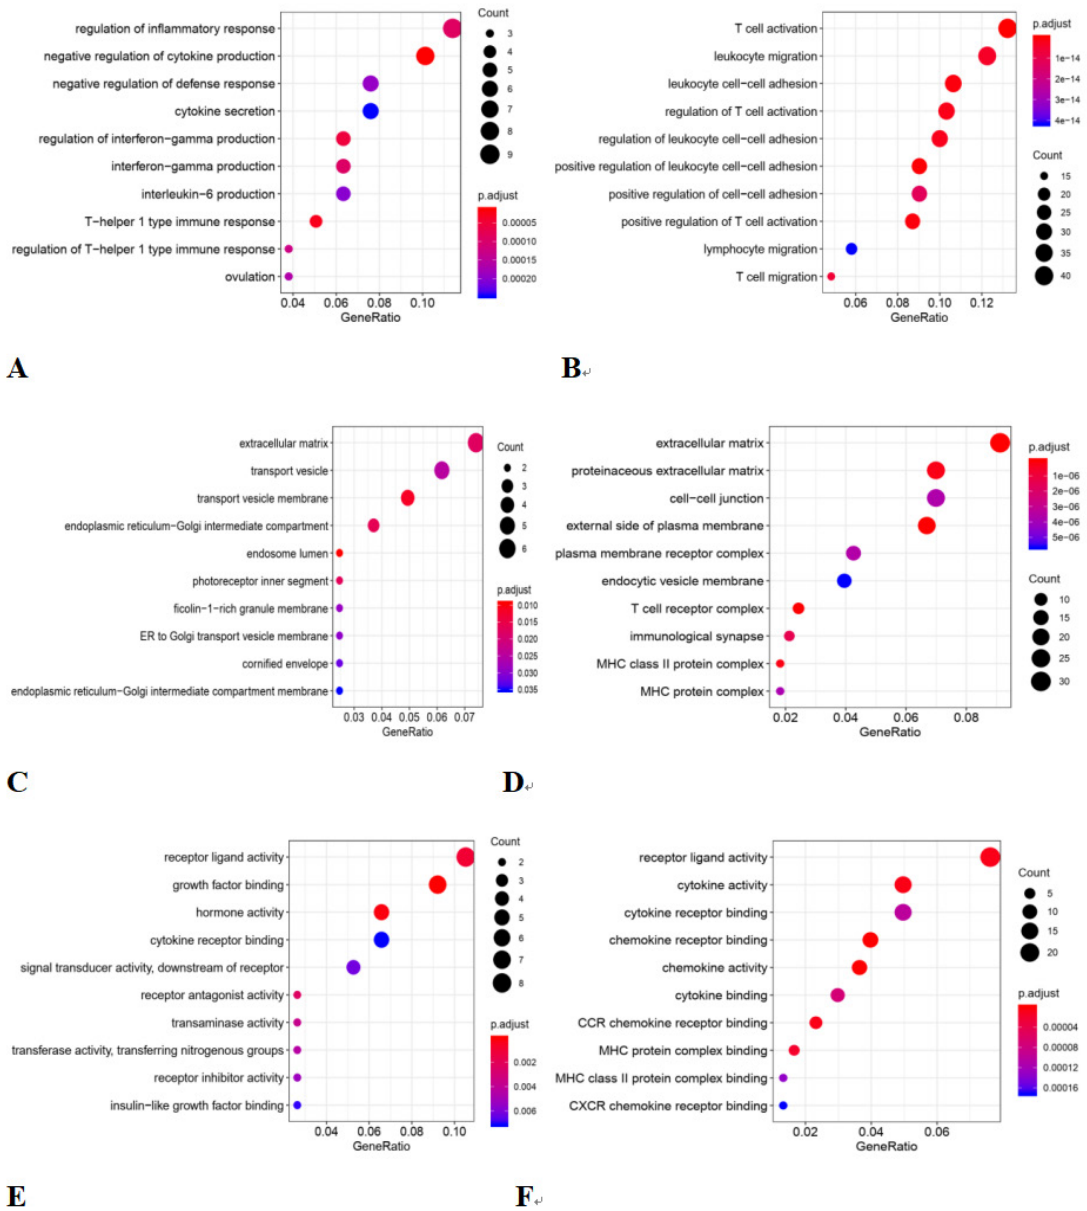 regulation of inflammatory response
negative regulation of cytokine production
negative regulation of defense response
cytokine secretion
regulation of interferon−gamma production
interferon−gamma production
interleukin−6 production
T−helper 1 type immune response
regulation of T−helper 1 type immune response
ovulation
0.04 0.06 0.08 0.10
GeneRatio
Count
3
4
5
6
7
8
9
p.adjust
0.00005
0.00010
0.00015
0.00020
A
T cell activation
leukocyte migration
leukocyte cell−cell adhesion
regulation of T cell activation
regulation of leukocyte cell−cell adhesion
positive regulation of leukocyte cell−cell adhesion
positive regulation of cell−cell adhesion
positive regulation of T cell activation
lymphocyte migration
T cell migration
0.06 0.08 0.10 0.12
GeneRatio
p.adjust
1e−14
2e−14
3e−14
4e−14
Count
15
20
25
30
35
40
B
extracellular matrix
transport vesicle
transport vesicle membrane
endoplasmic reticulum−Golgi intermediate compartment
endosome lumen
photoreceptor inner segment
ficolin−1−rich granule membrane
ER to Golgi transport vesicle membrane
cornified envelope
endoplasmic reticulum−Golgi intermediate compartment membrane
0.03 0.04 0.05 0.06 0.07
GeneRatio
Count
2
3
4
5
6
p.adjust
0.010
0.015
0.020
0.025
0.030
0.035
C
extracellular matrix
proteinaceous extracellular matrix
cell−cell junction
external side of plasma membrane
plasma membrane receptor complex
endocytic vesicle membrane
T cell receptor complex
immunological synapse
MHC class II protein complex
MHC protein complex
0.02 0.04 0.06 0.08
GeneRatio
p.adjust
1e−06
2e−06
3e−06
4e−06
5e−06
Count
10
15
20
25
30
D
receptor ligand activity
growth factor binding
hormone activity
cytokine receptor binding
signal transducer activity, downstream of receptor
receptor antagonist activity
transaminase activity
transferase activity, transferring nitrogenous groups
receptor inhibitor activity
insulin−like growth factor binding
0.04 0.06 0.08 0.10
GeneRatio
Count
2
3
4
5
6
7
8
p.adjust
0.002
0.004
0.006
E
receptor ligand activity
cytokine activity
cytokine receptor binding
chemokine receptor binding
chemokine activity
cytokine binding
CCR chemokine receptor binding
MHC protein complex binding
MHC class II protein complex binding
CXCR chemokine receptor binding
0.02 0.04 0.06
GeneRatio
Count
5
10
15
20
p.adjust
0.00004
0.00008
0.00012
0.00016
F